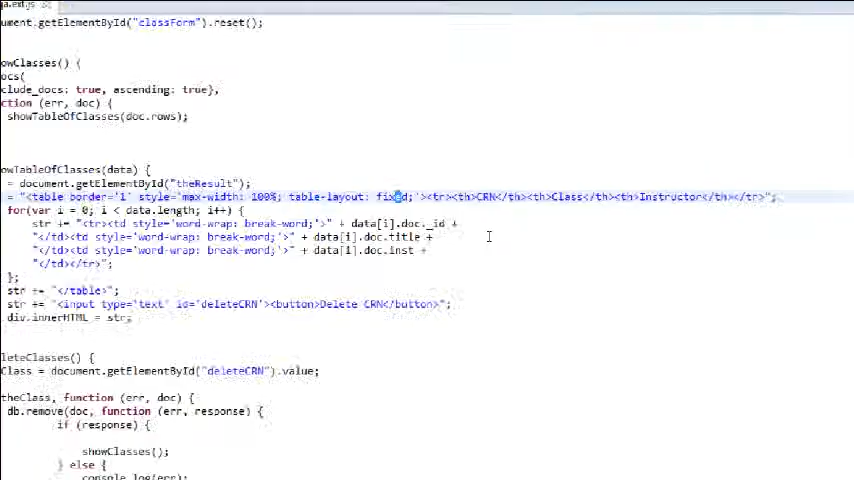 ja.ext.js
ument.getElementById("classForm").reset();
owClasses() {
ocs(
clude_docs: true, ascending: true},
ction (err, doc) {
showTableOfClasses(doc.rows);
owTableOfClasses(data) {
= document.getElementById("theResult");
= "<table border='1' style='max-width: 100%; table-layout: fixed;'><tr><th>CRN</th><th>Class</th><th>Instructor</th></tr>";
for(var i = 0; i < data.length; i++) {
str += "<tr><td style='word-wrap: break-word;'>" + data[i].doc._id +
"</td><td style='word-wrap: break-word;'>" + data[i].doc.title +
"</td><td style='word-wrap: break-word;'>" + data[i].doc.inst +
"</td></tr>";
};
str += "</table>";
str += "<input type='text' id='deleteCRN'><button>Delete CRN</button>";
div.innerHTML = str;
leteClasses() {
Class = document.getElementById("deleteCRN").value;
theClass, function (err, doc) {
db.remove(doc, function (err, response) {
if (response) {
showClasses();
} else {
console.log(err);